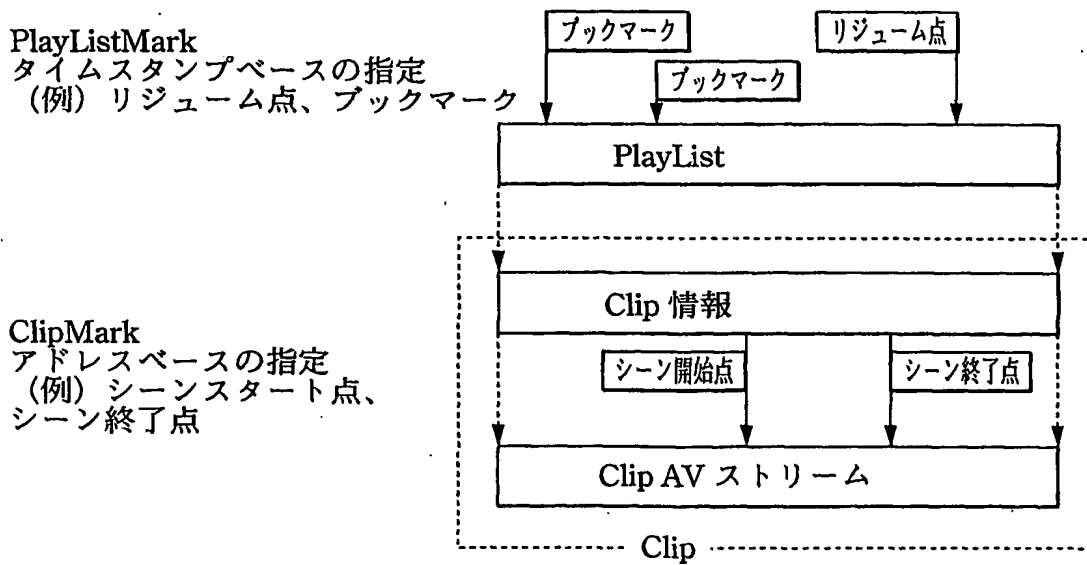 PlayListMark
タイムスタンプベースの指定
（例）リジューム点、ブックマーク
ブックマーク
リジューム点
ブックマーク
PlayList
ClipMark
アドレスベースの指定
（例）シーンスタート点、
シーン終了点
Clip 情報
シーン開始点
シーン終了点
Clip AV ストリーム
Clip